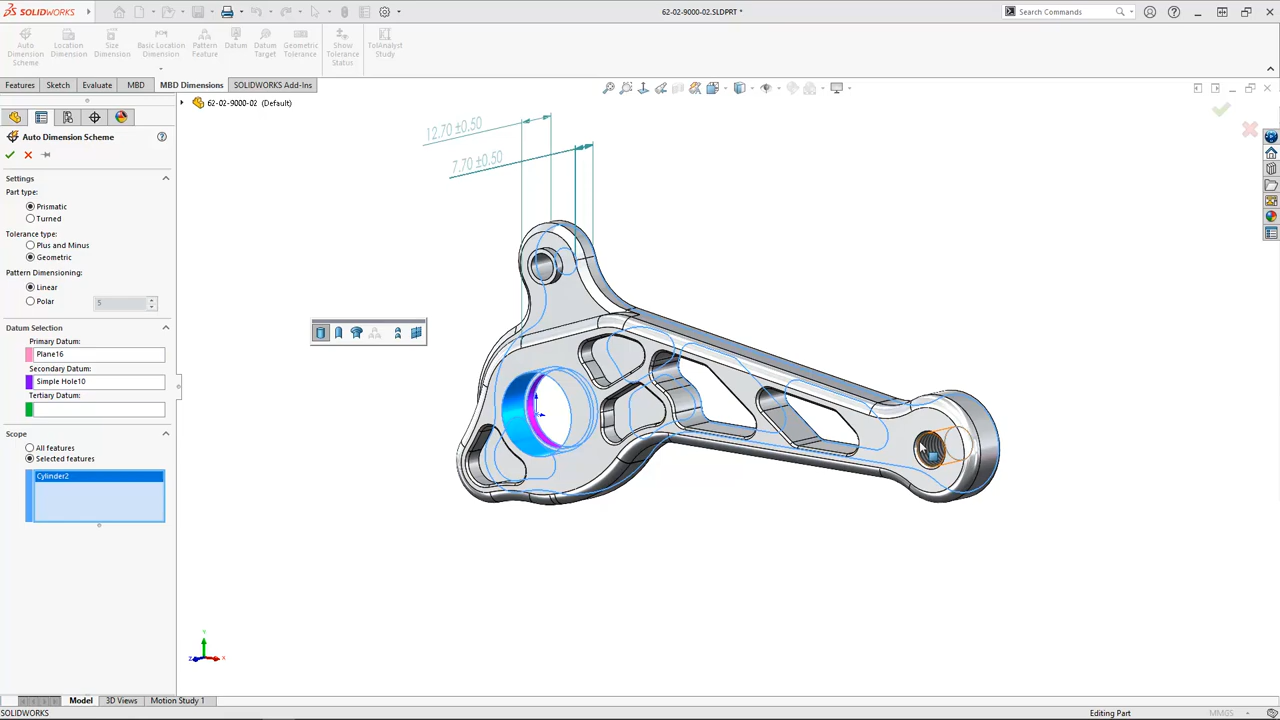 SOLIDWORKS
62-02-9000-02.SLDPRT *
Search Commands
Auto Dimension Scheme
Location Dimension
Size Dimension
Basic Location Dimension
Pattern Feature
Datum
Datum Target
Geometric Tolerance
Show Tolerance Status
TolAnalyst Study
Features
Sketch
Evaluate
MBD
MBD Dimensions
SOLIDWORKS Add-Ins
62-02-9000-02 (Default)
Auto Dimension Scheme
Settings
Part type:
Prismatic
Turned
Tolerance type:
Plus and Minus
Geometric
Pattern Dimensioning:
Linear
Polar
5
Datum Selection
Primary Datum:
Plane16
Secondary Datum:
Simple Hole10
Tertiary Datum:
Scope
All features
Selected features
Cylinder2
12.70 ±0.50
7.70 ±0.50
Y
Z
X
Model
3D Views
Motion Study 1
SOLIDWORKS
Editing Part
MMGS